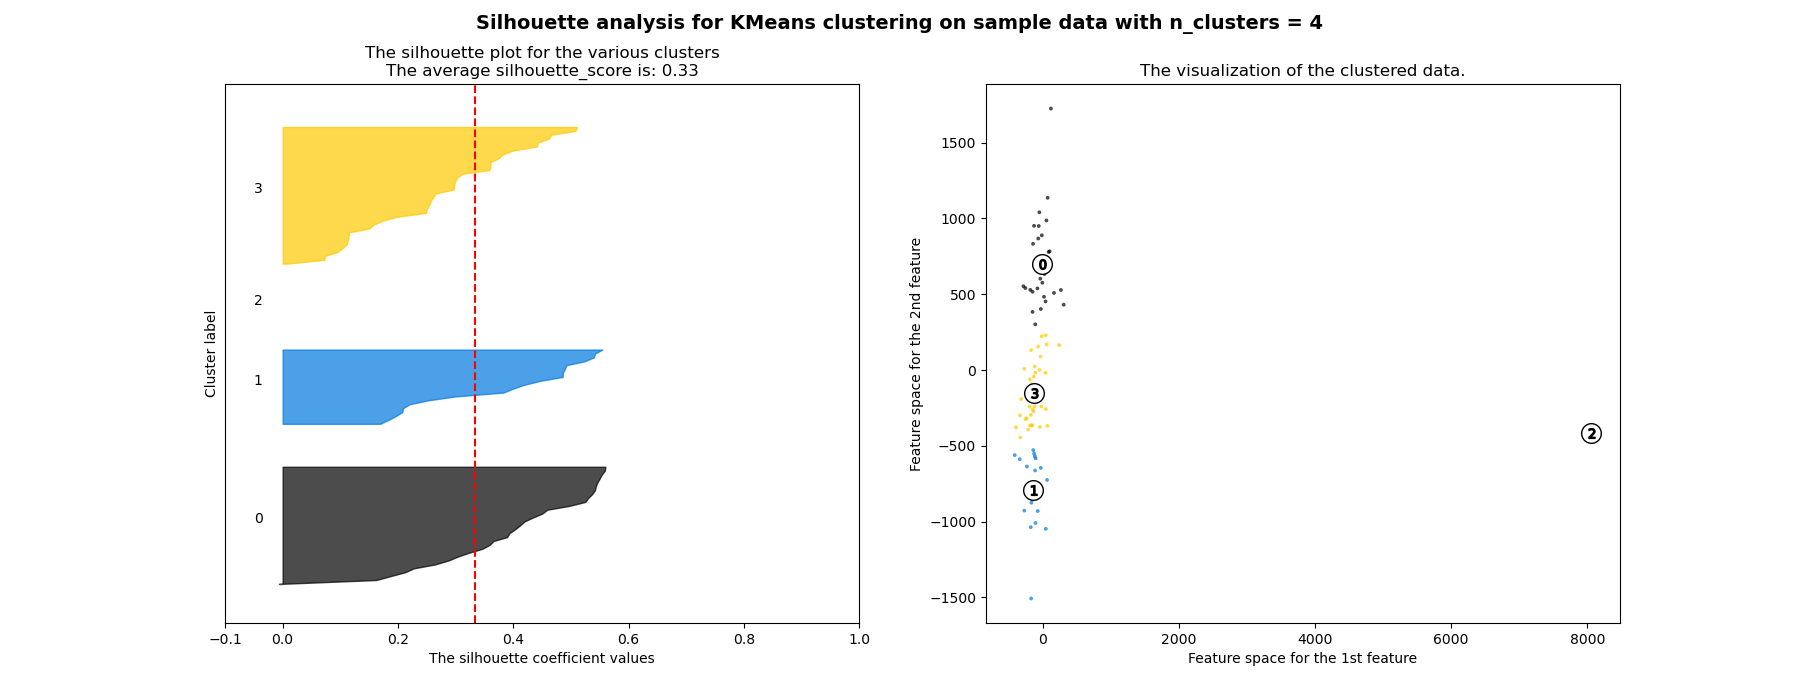 Silhouette analysis for KMeans clustering on sample data with n_clusters = 4
The silhouette plot for the various clusters
The average silhouette_score is: 0.33
Cluster label
3
2
1
0
−0.1 0.0 0.2 0.4 0.6 0.8 1.0
The silhouette coefficient values
The visualization of the clustered data.
Feature space for the 2nd feature
1500
1000
500
0
−500
−1000
−1500
0
3
2
1
0 2000 4000 6000 8000
Feature space for the 1st feature